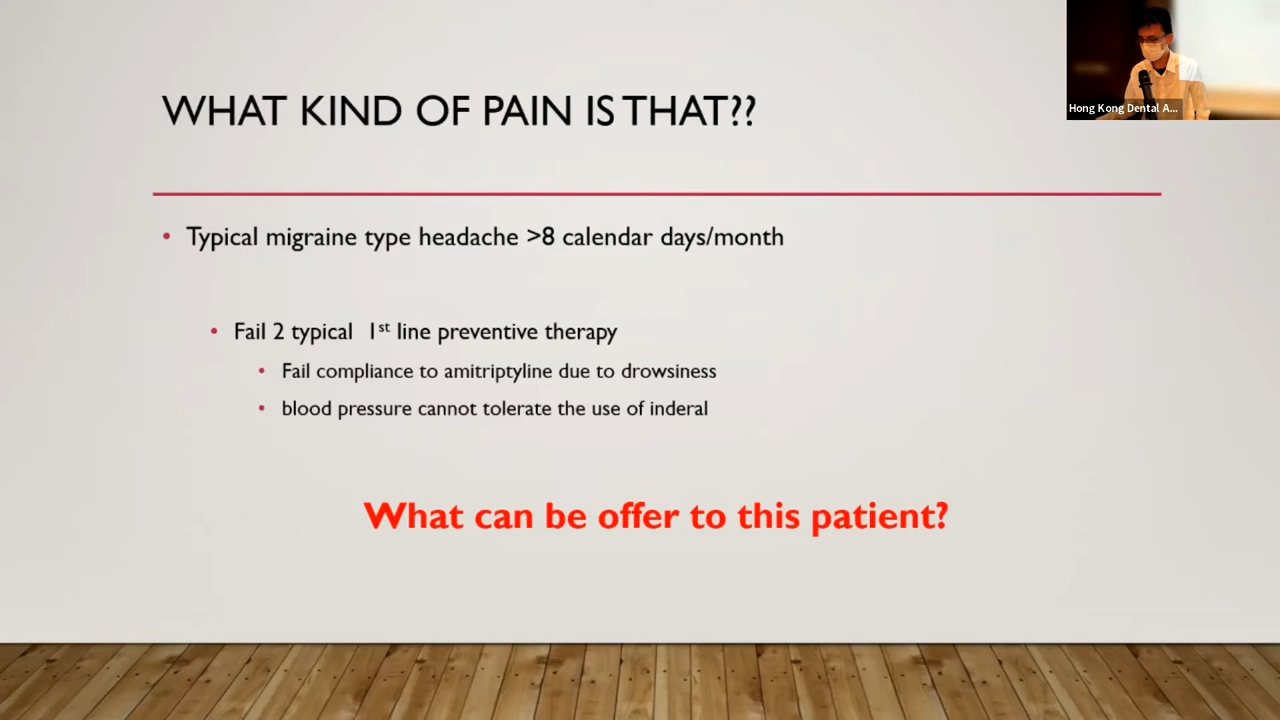 WHAT KIND OF PAIN IS THAT??
Hong Kong Dental A...
• Typical migraine type headache >8 calendar days/month
• Fail 2 typical 1st line preventive therapy
• Fail compliance to amitriptyline due to drowsiness
• blood pressure cannot tolerate the use of inderal
What can be offer to this patient?